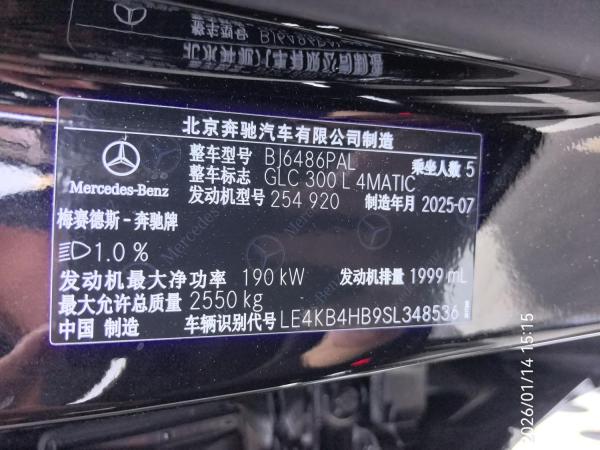 北京奔驰汽车有限公司制造
Mercedes-Benz
整车型号 BJ6486PAL 乘坐人数 5
整车标志 GLC 300 L 4MATIC
发动机型号 254 920 制造年月 2025-07
梅赛德斯-奔驰牌
1.0 %
发动机最大净功率 190 kW 发动机排量 1999 mL
最大允许总质量 2550 kg
中国 制造 车辆识别代号 LE4KB4HB9SL348536
2026/01/14 15:15